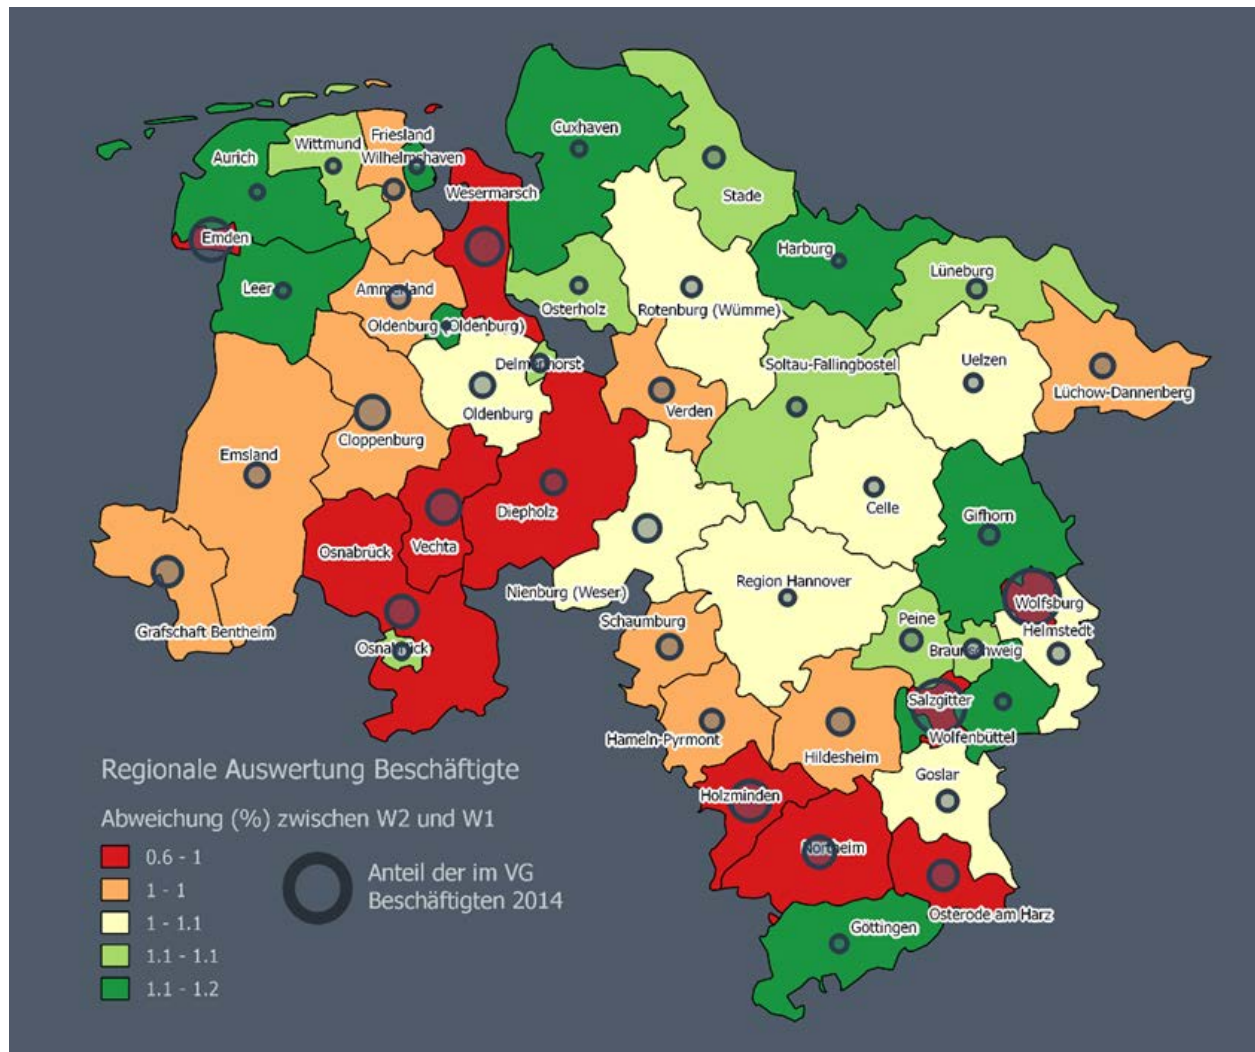 Cuxhaven
Friesland
Wittmund
Wilhelmshaven
Aurich
Wesermarsch
Stade
Emden
Harburg
Lüneburg
Leer
Ammerland
Osterholz
Rotenburg (Wümme)
Oldenburg (Oldenburg)
Delmenhorst
Soltau-Fallingbostel
Uelzen
Lüchow-Dannenberg
Oldenburg
Verden
Cloppenburg
Emsland
Diepholz
Celle
Gifhorn
Osnabrück
Vechta
Region Hannover
Nienburg (Weser)
Wolfsburg
Schaumburg
Peine
Helmstedt
Grafschaft Bentheim
Osnabrück
Braunschweig
Salzgitter
Hameln-Pyrmont
Wolfenbüttel
Hildesheim
Goslar
Holzminden
Northeim
Osterode am Harz
Göttingen
Regionale Auswertung Beschäftigte
Abweichung (%) zwischen W2 und W1
0.6 - 1
1 - 1
1 - 1.1
1.1 - 1.1
1.1 - 1.2
Anteil der im VG
Beschäftigten 2014